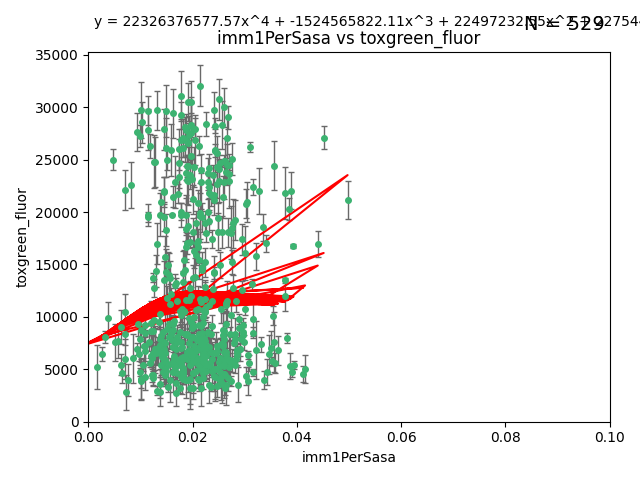 y = 22326376577.57x^4 + -1524565822.11x^3 +
N = 529
imm1PerSasa vs toxgreen_fluor
35000
30000
25000
20000
15000
10000
5000
0
toxgreen_fluor
0.00 0.02 0.04 0.06 0.08 0.10
imm1PerSasa